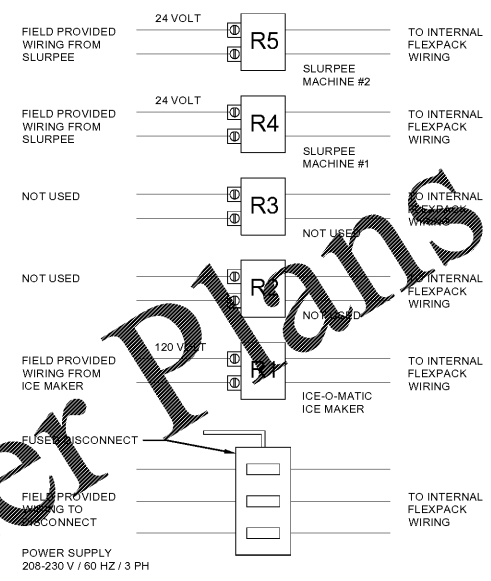 24 VOLT
FIELD PROVIDED
WIRING FROM
SLURPEE
R5
TO INTERNAL
FLEXPACK
WIRING
SLURPEE
MACHINE #2
24 VOLT
FIELD PROVIDED
WIRING FROM
SLURPEE
R4
TO INTERNAL
FLEXPACK
WIRING
SLURPEE
MACHINE #1
NOT USED
R3
TO INTERNAL
FLEXPACK
WIRING
NOT USED
NOT USED
R2
TO INTERNAL
FLEXPACK
WIRING
NOT USED
120 VOLT
FIELD PROVIDED
WIRING FROM
ICE MAKER
R1
TO INTERNAL
FLEXPACK
WIRING
ICE-O-MATIC
ICE MAKER
FUSED DISCONNECT
FIELD PROVIDED
WIRING TO
DISCONNECT
TO INTERNAL
FLEXPACK
WIRING
POWER SUPPLY
208-230 V / 60 HZ / 3 PH
er Plans